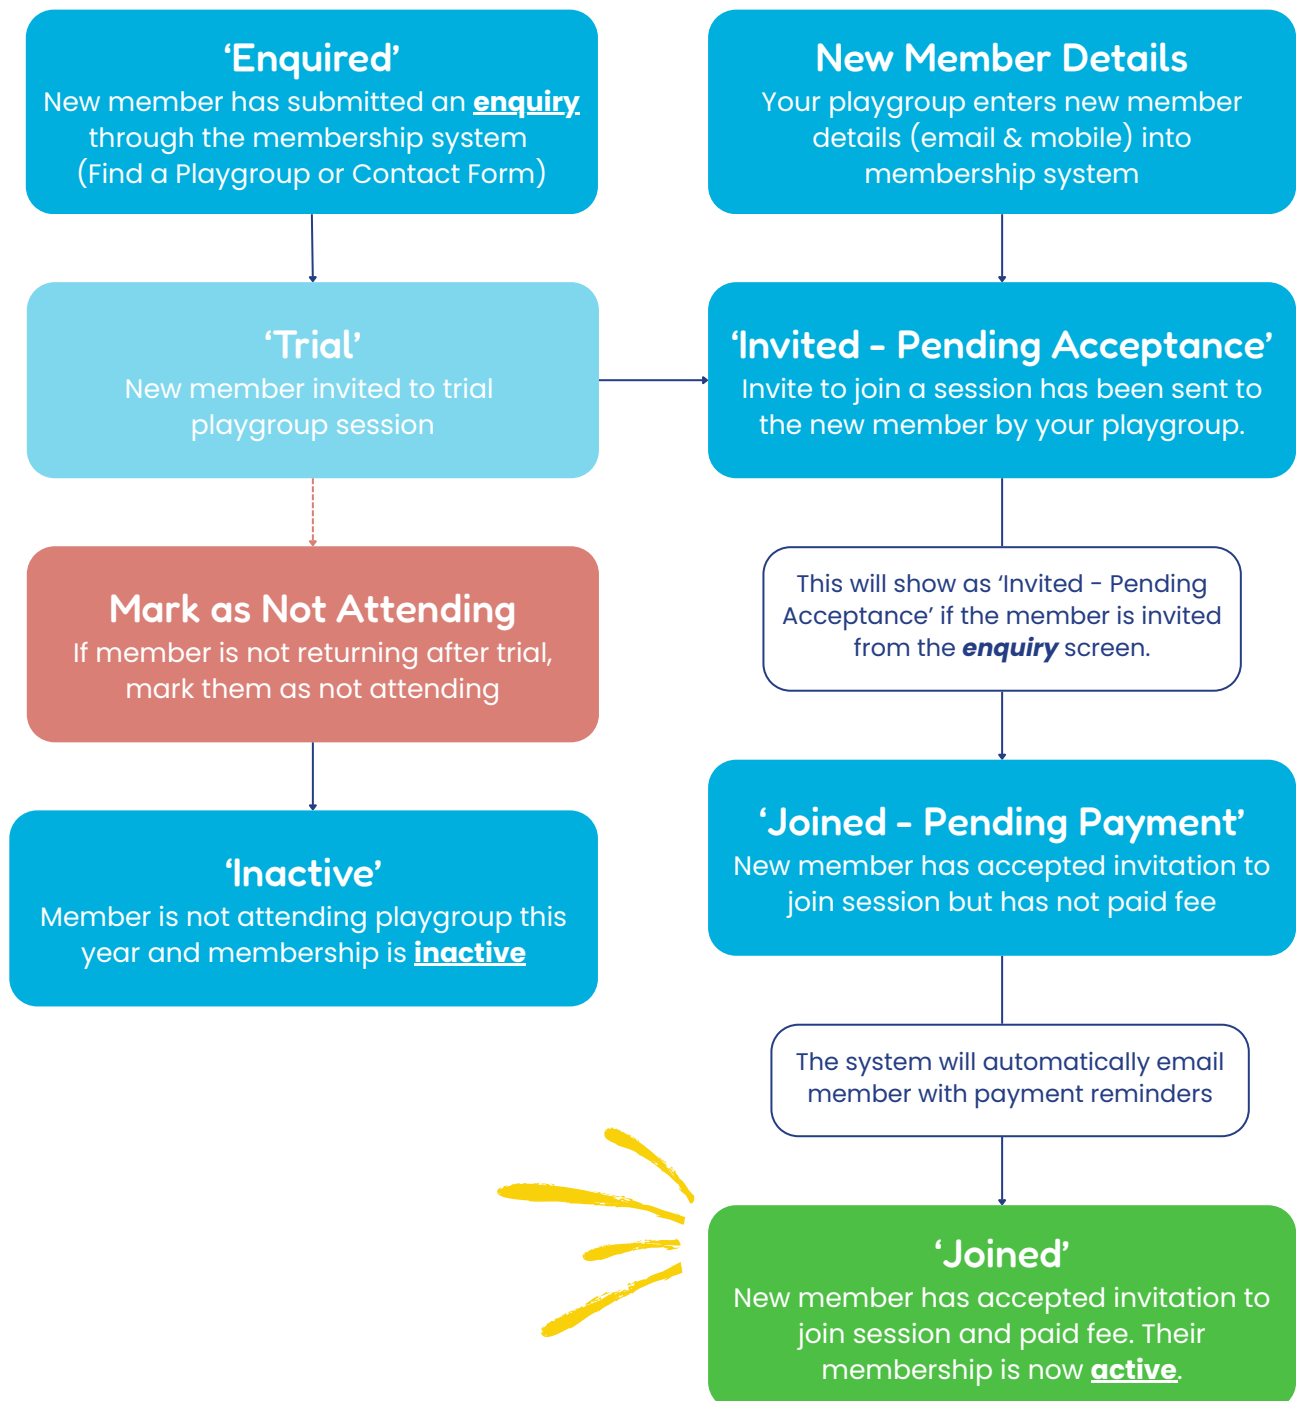 ‘Enquired’
New member has submitted an enquiry
through the membership system
(Find a Playgroup or Contact Form)
New Member Details
Your playgroup enters new member
details (email & mobile) into
membership system
‘Trial’
New member invited to trial
playgroup session
‘Invited - Pending Acceptance’
Invite to join a session has been sent to
the new member by your playgroup.
Mark as Not Attending
If member is not returning after trial,
mark them as not attending
This will show as ‘Invited - Pending
Acceptance’ if the member is invited
from the enquiry screen.
‘Inactive’
Member is not attending playgroup this
year and membership is inactive
‘Joined - Pending Payment’
New member has accepted invitation to
join session but has not paid fee
The system will automatically email
member with payment reminders
‘Joined’
New member has accepted invitation to
join session and paid fee. Their
membership is now active.